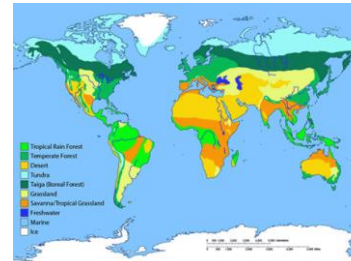 Tropical Rain Forest
Temperate Forest
Desert
Tundra
Taiga (Boreal Forest)
Grassland
Savanna/Tropical Grassland
Freshwater
Marine
Ice